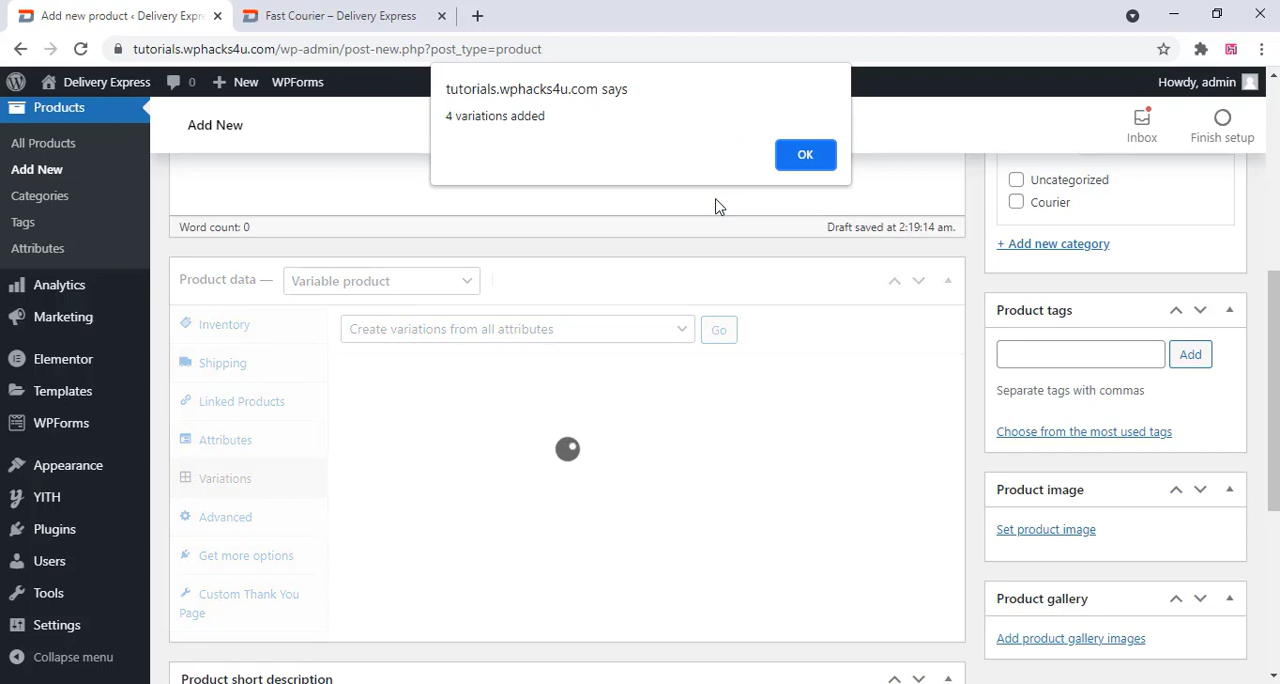 Add new product ‹ Delivery Expre
Fast Courier – Delivery Express
tutorials.wphacks4u.com/wp-admin/post-new.php?post_type=product
Delivery Express
0
New
WPForms
Howdy, admin
tutorials.wphacks4u.com says
4 variations added
OK
Products
All Products
Add New
Categories
Tags
Attributes
Analytics
Marketing
Elementor
Templates
WPForms
Appearance
YITH
Plugins
Users
Tools
Settings
Collapse menu
Add New
Inbox
Finish setup
Word count: 0
Draft saved at 2:19:14 am.
Product data —
Variable product
Inventory
Shipping
Linked Products
Attributes
Variations
Advanced
Get more options
Custom Thank You
Page
Create variations from all attributes
Go
Product short description
Uncategorized
Courier
+ Add new category
Product tags
Add
Separate tags with commas
Choose from the most used tags
Product image
Set product image
Product gallery
Add product gallery images